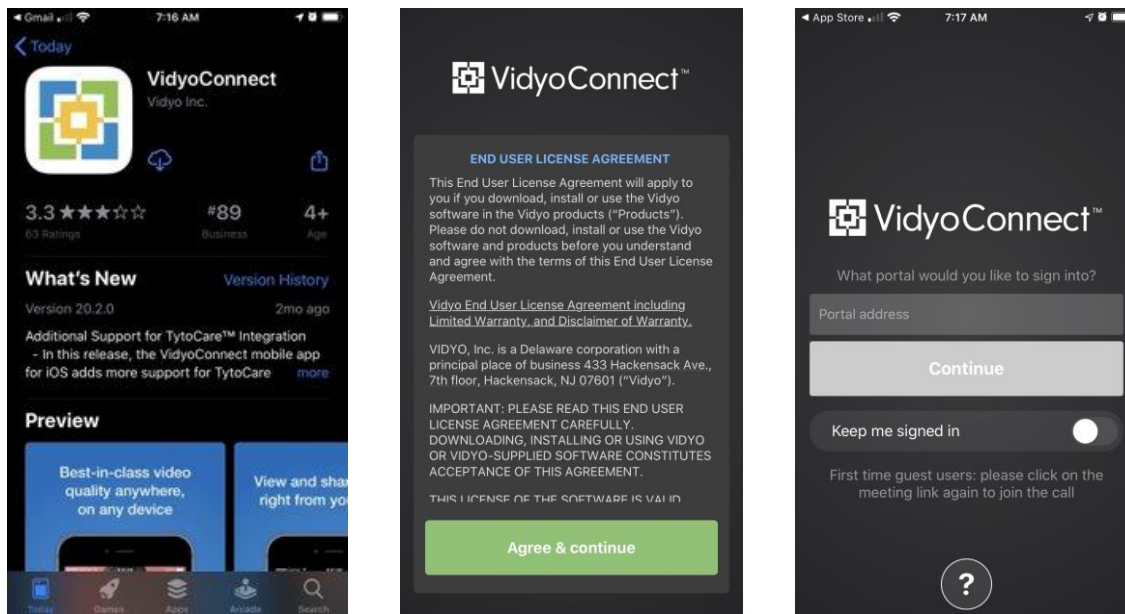 Gmail
7:16 AM
Today
VidyoConnect
Vidyo Inc.
3.3 ★★★☆☆
#89
4+
63 Ratings
Business
Age
What's New
Version History
Version 20.2.0
2mo ago
Additional Support for TytoCare™ Integration
- In this release, the VidyoConnect mobile app
for iOS adds more support for TytoCare more
Preview
Best-in-class video
quality anywhere,
on any device
View and shar
right from yo
Today
Games
Apps
Arcade
Search
VidyoConnect™
END USER LICENSE AGREEMENT
This End User License Agreement will apply to
you if you download, install or use the Vidyo
software in the Vidyo products ("Products").
Please do not download, install or use the Vidyo
software and products before you understand
and agree with the terms of this End User License
Agreement.
Vidyo End User License Agreement including
Limited Warranty, and Disclaimer of Warranty.
VIDYO, Inc. is a Delaware corporation with a
principal place of business 433 Hackensack Ave.,
7th floor, Hackensack, NJ 07601 ("Vidyo").
IMPORTANT: PLEASE READ THIS END USER
LICENSE AGREEMENT CAREFULLY.
DOWNLOADING, INSTALLING OR USING VIDYO
OR VIDYO-SUPPLIED SOFTWARE CONSTITUTES
ACCEPTANCE OF THIS AGREEMENT.
THIS LICENSE OF THE SOFTWARE IS VALID
Agree & continue
App Store
7:17 AM
VidyoConnect™
What portal would you like to sign into?
Portal address
Continue
Keep me signed in
First time guest users: please click on the
meeting link again to join the call
?